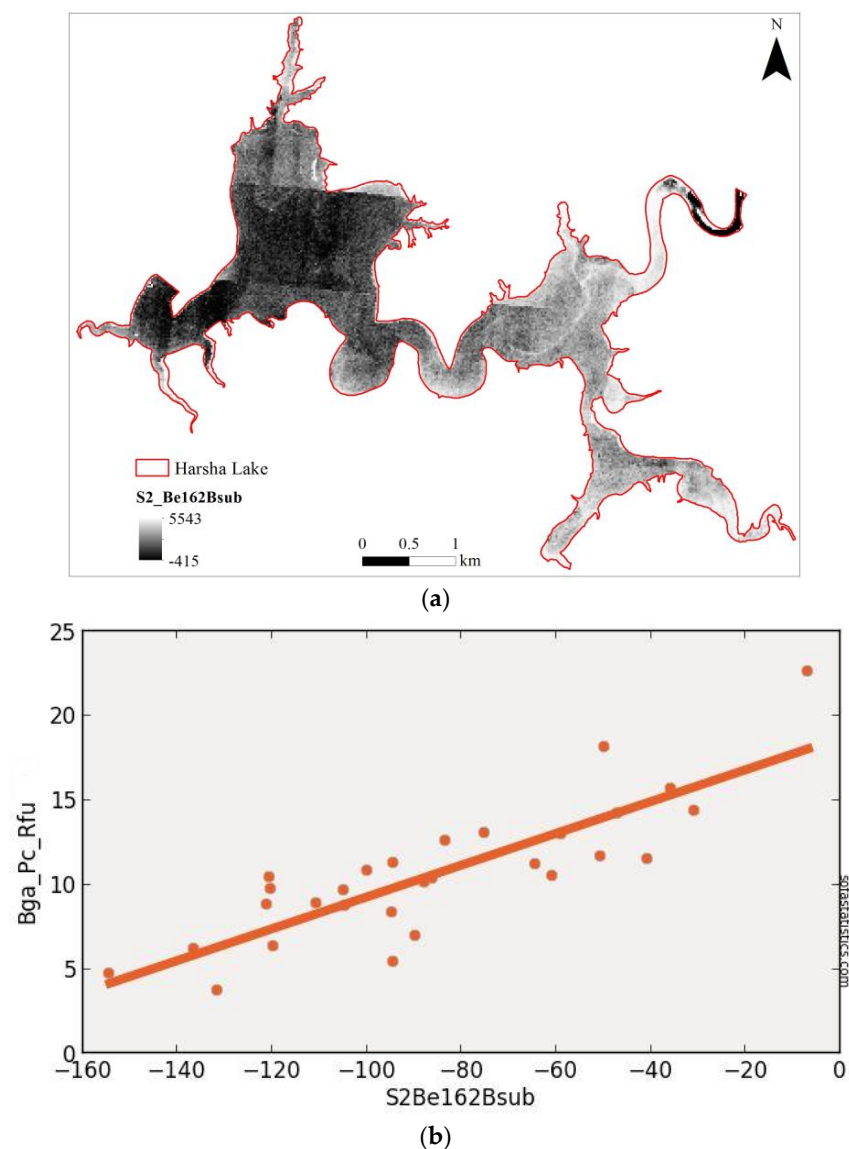 N
Harsha Lake
S2_Be162Bsub
5543
-415
0 0.5 1
km
(a)
25
20
15
10
5
0
Bga_Pc_Rfu
−160 −140 −120 −100 −80 −60 −40 −20 0
S2Be162Bsub
sofastatistics.com
(b)